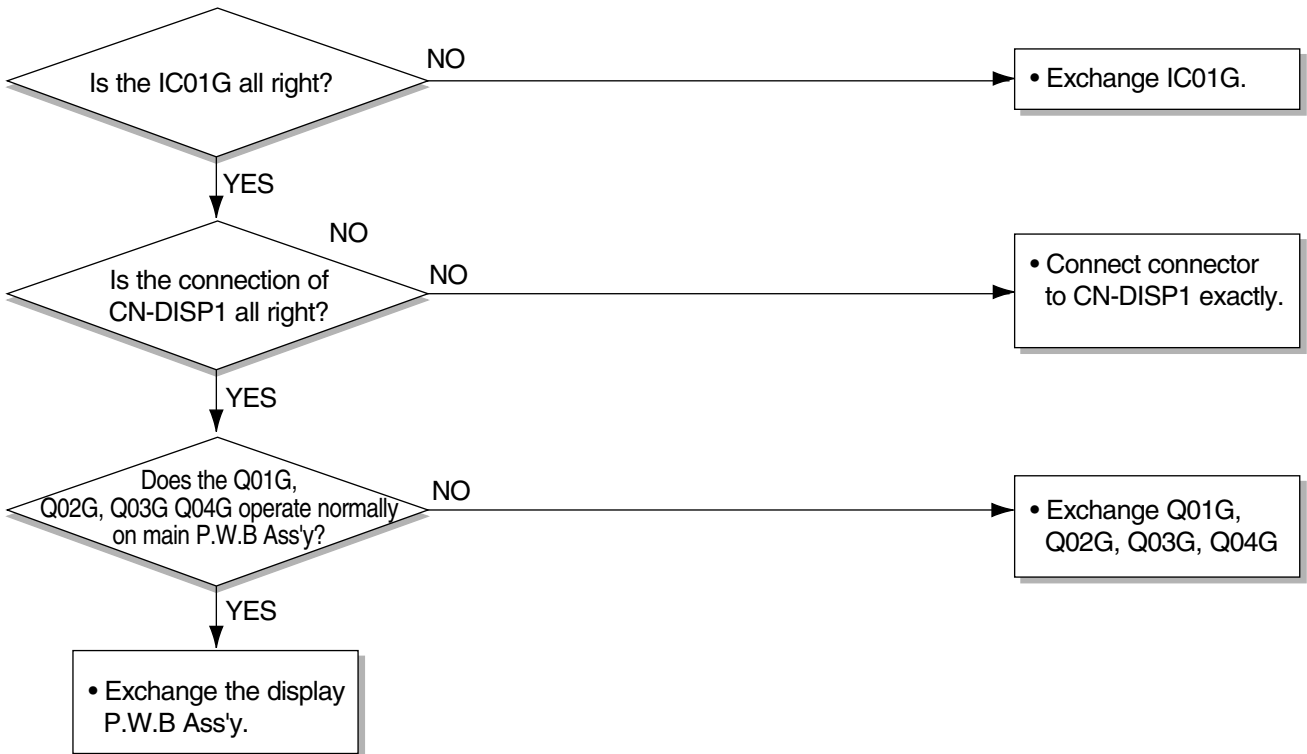 Is the IC01G all right?
NO
• Exchange IC01G.
YES
NO
Is the connection of
CN-DISP1 all right?
NO
• Connect connector
to CN-DISP1 exactly.
YES
Does the Q01G,
Q02G, Q03G Q04G operate normally
on main P.W.B Ass'y?
NO
• Exchange Q01G,
Q02G, Q03G, Q04G
YES
• Exchange the display
P.W.B Ass'y.